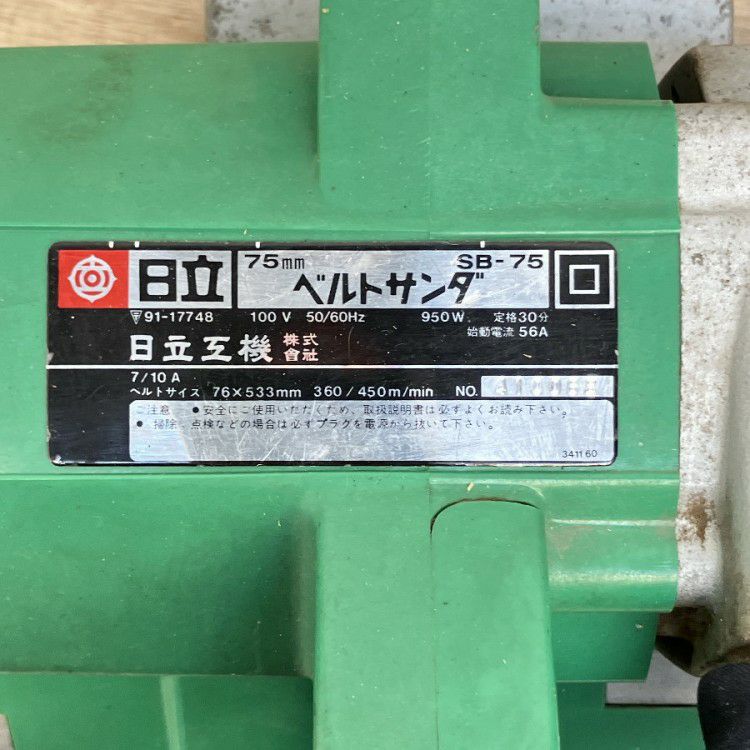 日立 75mm SB-75
ベルトサンダ
91-17748 100V 50/60Hz 950W. 定格30分
始動電流 56A
日立工機 株式会社
7/10 A
ベルトサイズ 76×533mm 360/450m/min NO.
ご注意 ●安全にご使用いただくため、取扱説明書は必ずよくお読み下さい。
●掃除、点検などの場合は必ずプラグを電源から抜いて下さい。
341160